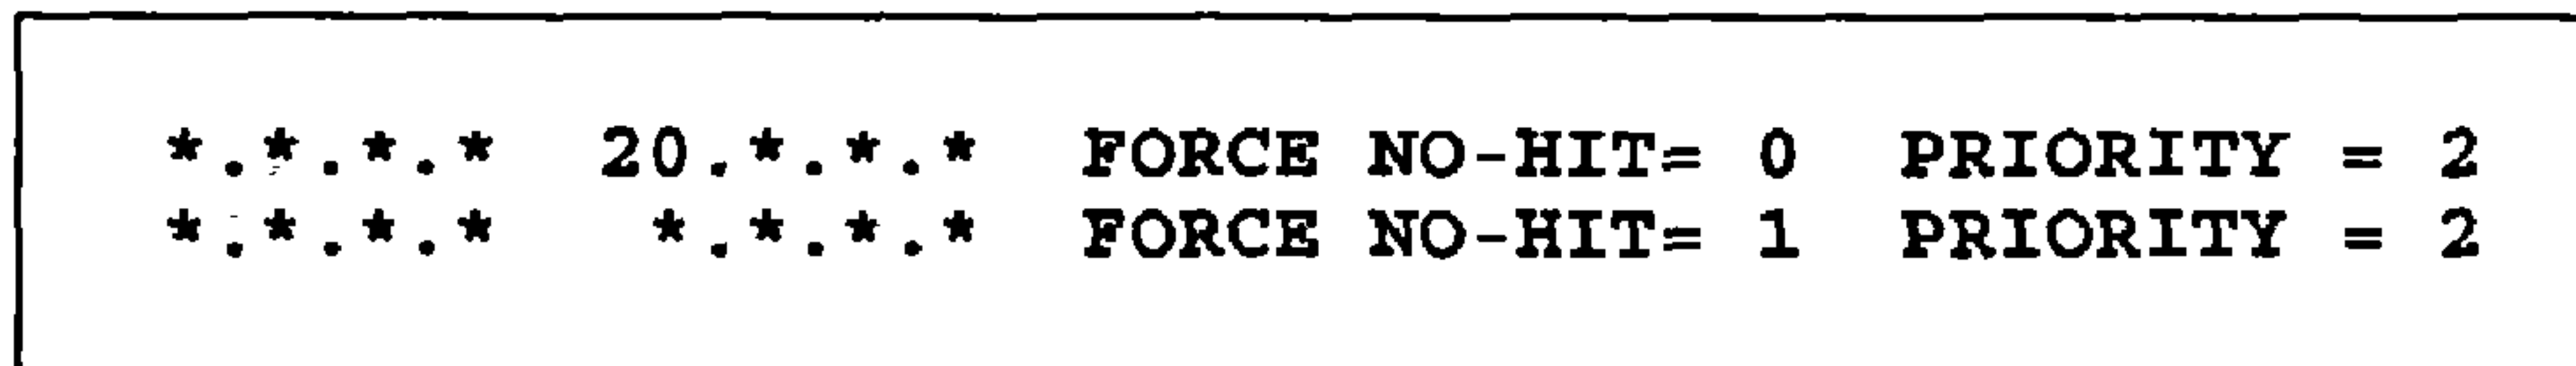 *.*.*.* 20.*.*.* FORCE NO-HIT= 0 PRIORITY = 2
*.*.*.* *.*.*.* FORCE NO-HIT= 1 PRIORITY = 2